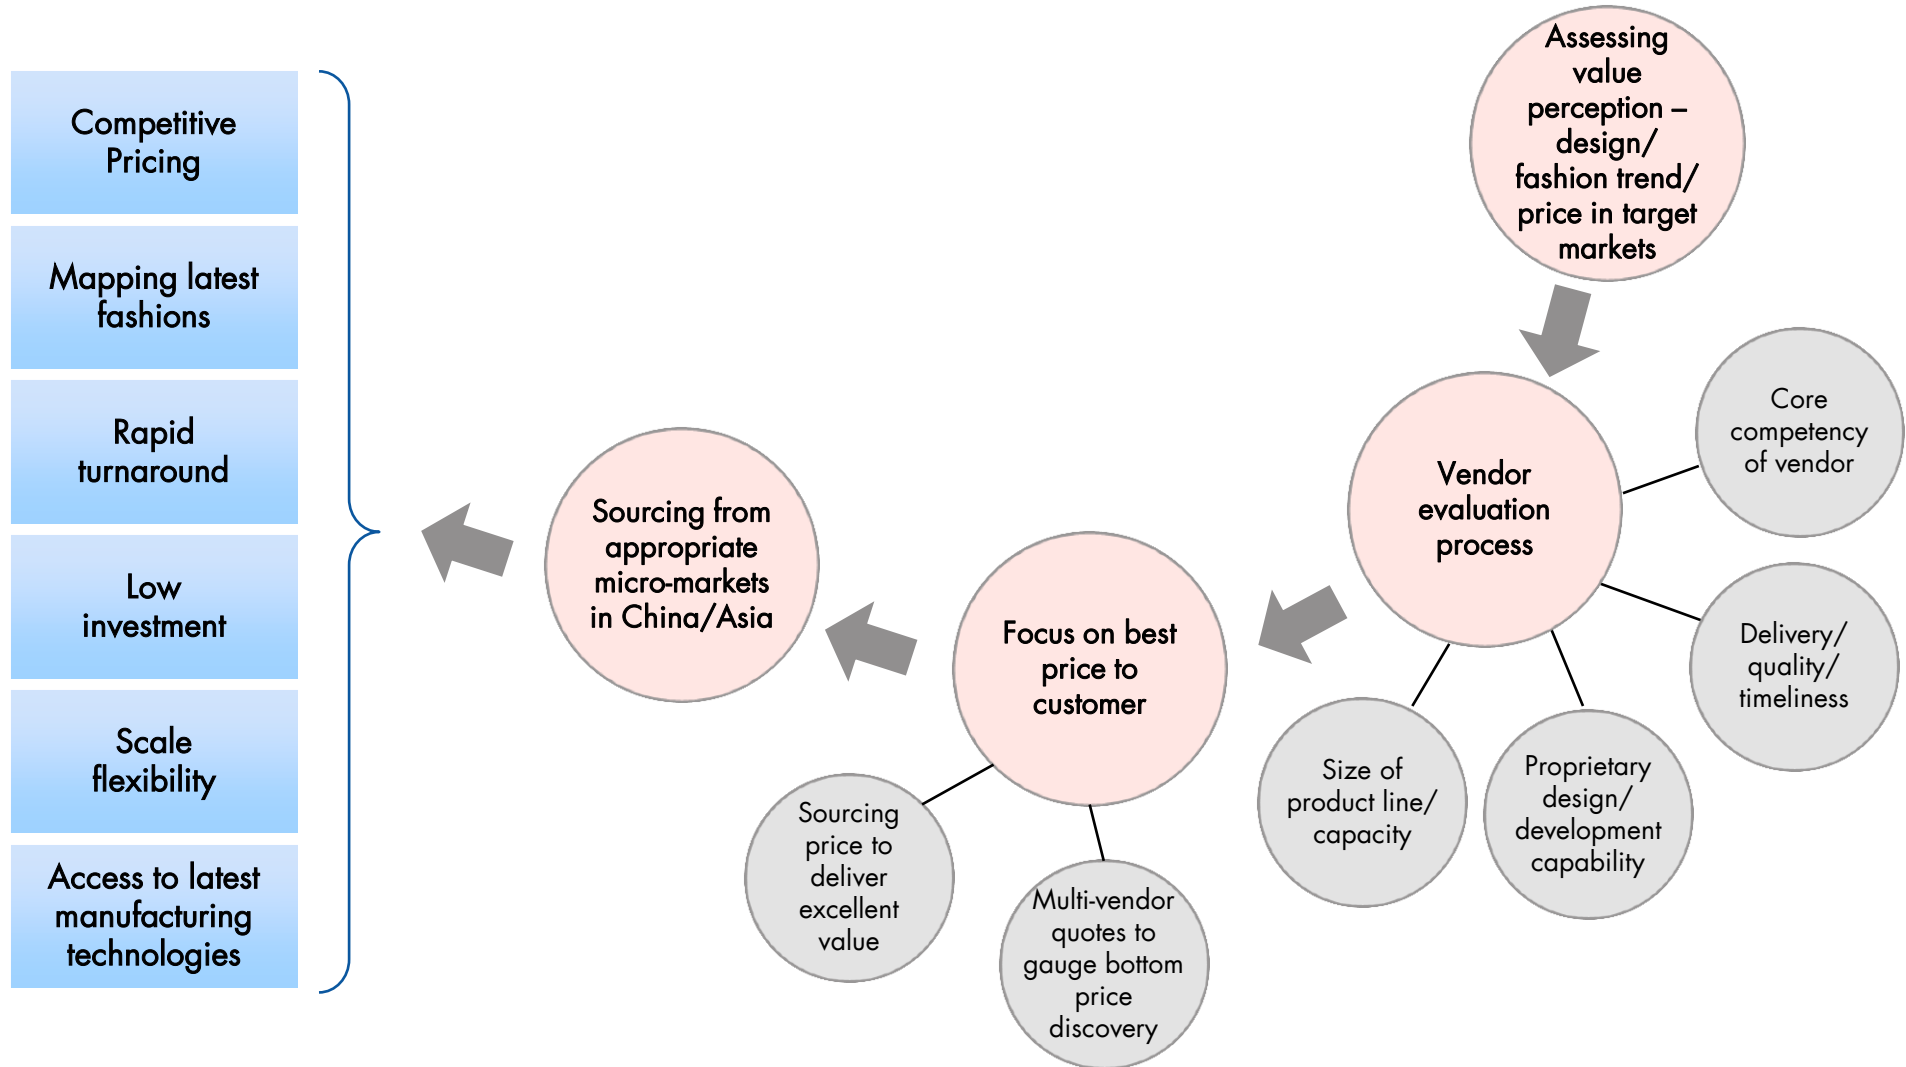 Competitive
Pricing
Mapping latest
fashions
Rapid
turnaround
Low
investment
Scale
flexibility
Access to latest
manufacturing
technologies
Sourcing from
appropriate
micro-markets
in China/Asia
Focus on best
price to
customer
Sourcing
price to
deliver
excellent
value
Multi-vendor
quotes to
gauge bottom
price
discovery
Assessing
value
perception –
design/
fashion trend/
price in target
markets
Vendor
evaluation
process
Core
competency
of vendor
Delivery/
quality/
timeliness
Proprietary
design/
development
capability
Size of
product line/
capacity